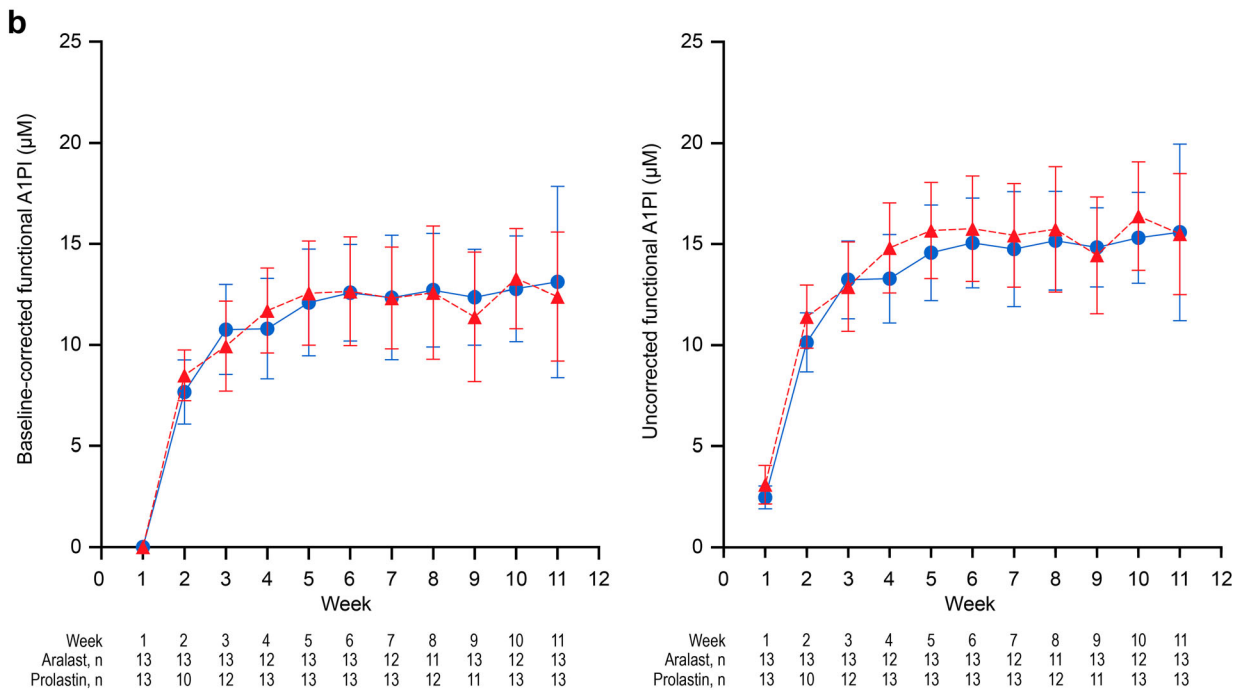 b
25
20
15
10
5
0
Baseline-corrected functional A1PI (µM)
0 1 2 3 4 5 6 7 8 9 10 11 12
Week
Week 1 2 3 4 5 6 7 8 9 10 11
Aralast, n 13 13 13 12 13 13 12 11 13 12 13
Prolastin, n 13 10 12 13 13 13 13 12 11 13 13
25
20
15
10
5
0
Uncorrected functional A1PI (µM)
0 1 2 3 4 5 6 7 8 9 10 11 12
Week
Week 1 2 3 4 5 6 7 8 9 10 11
Aralast, n 13 13 13 12 13 13 12 11 13 12 13
Prolastin, n 13 10 12 13 13 13 13 12 11 13 13